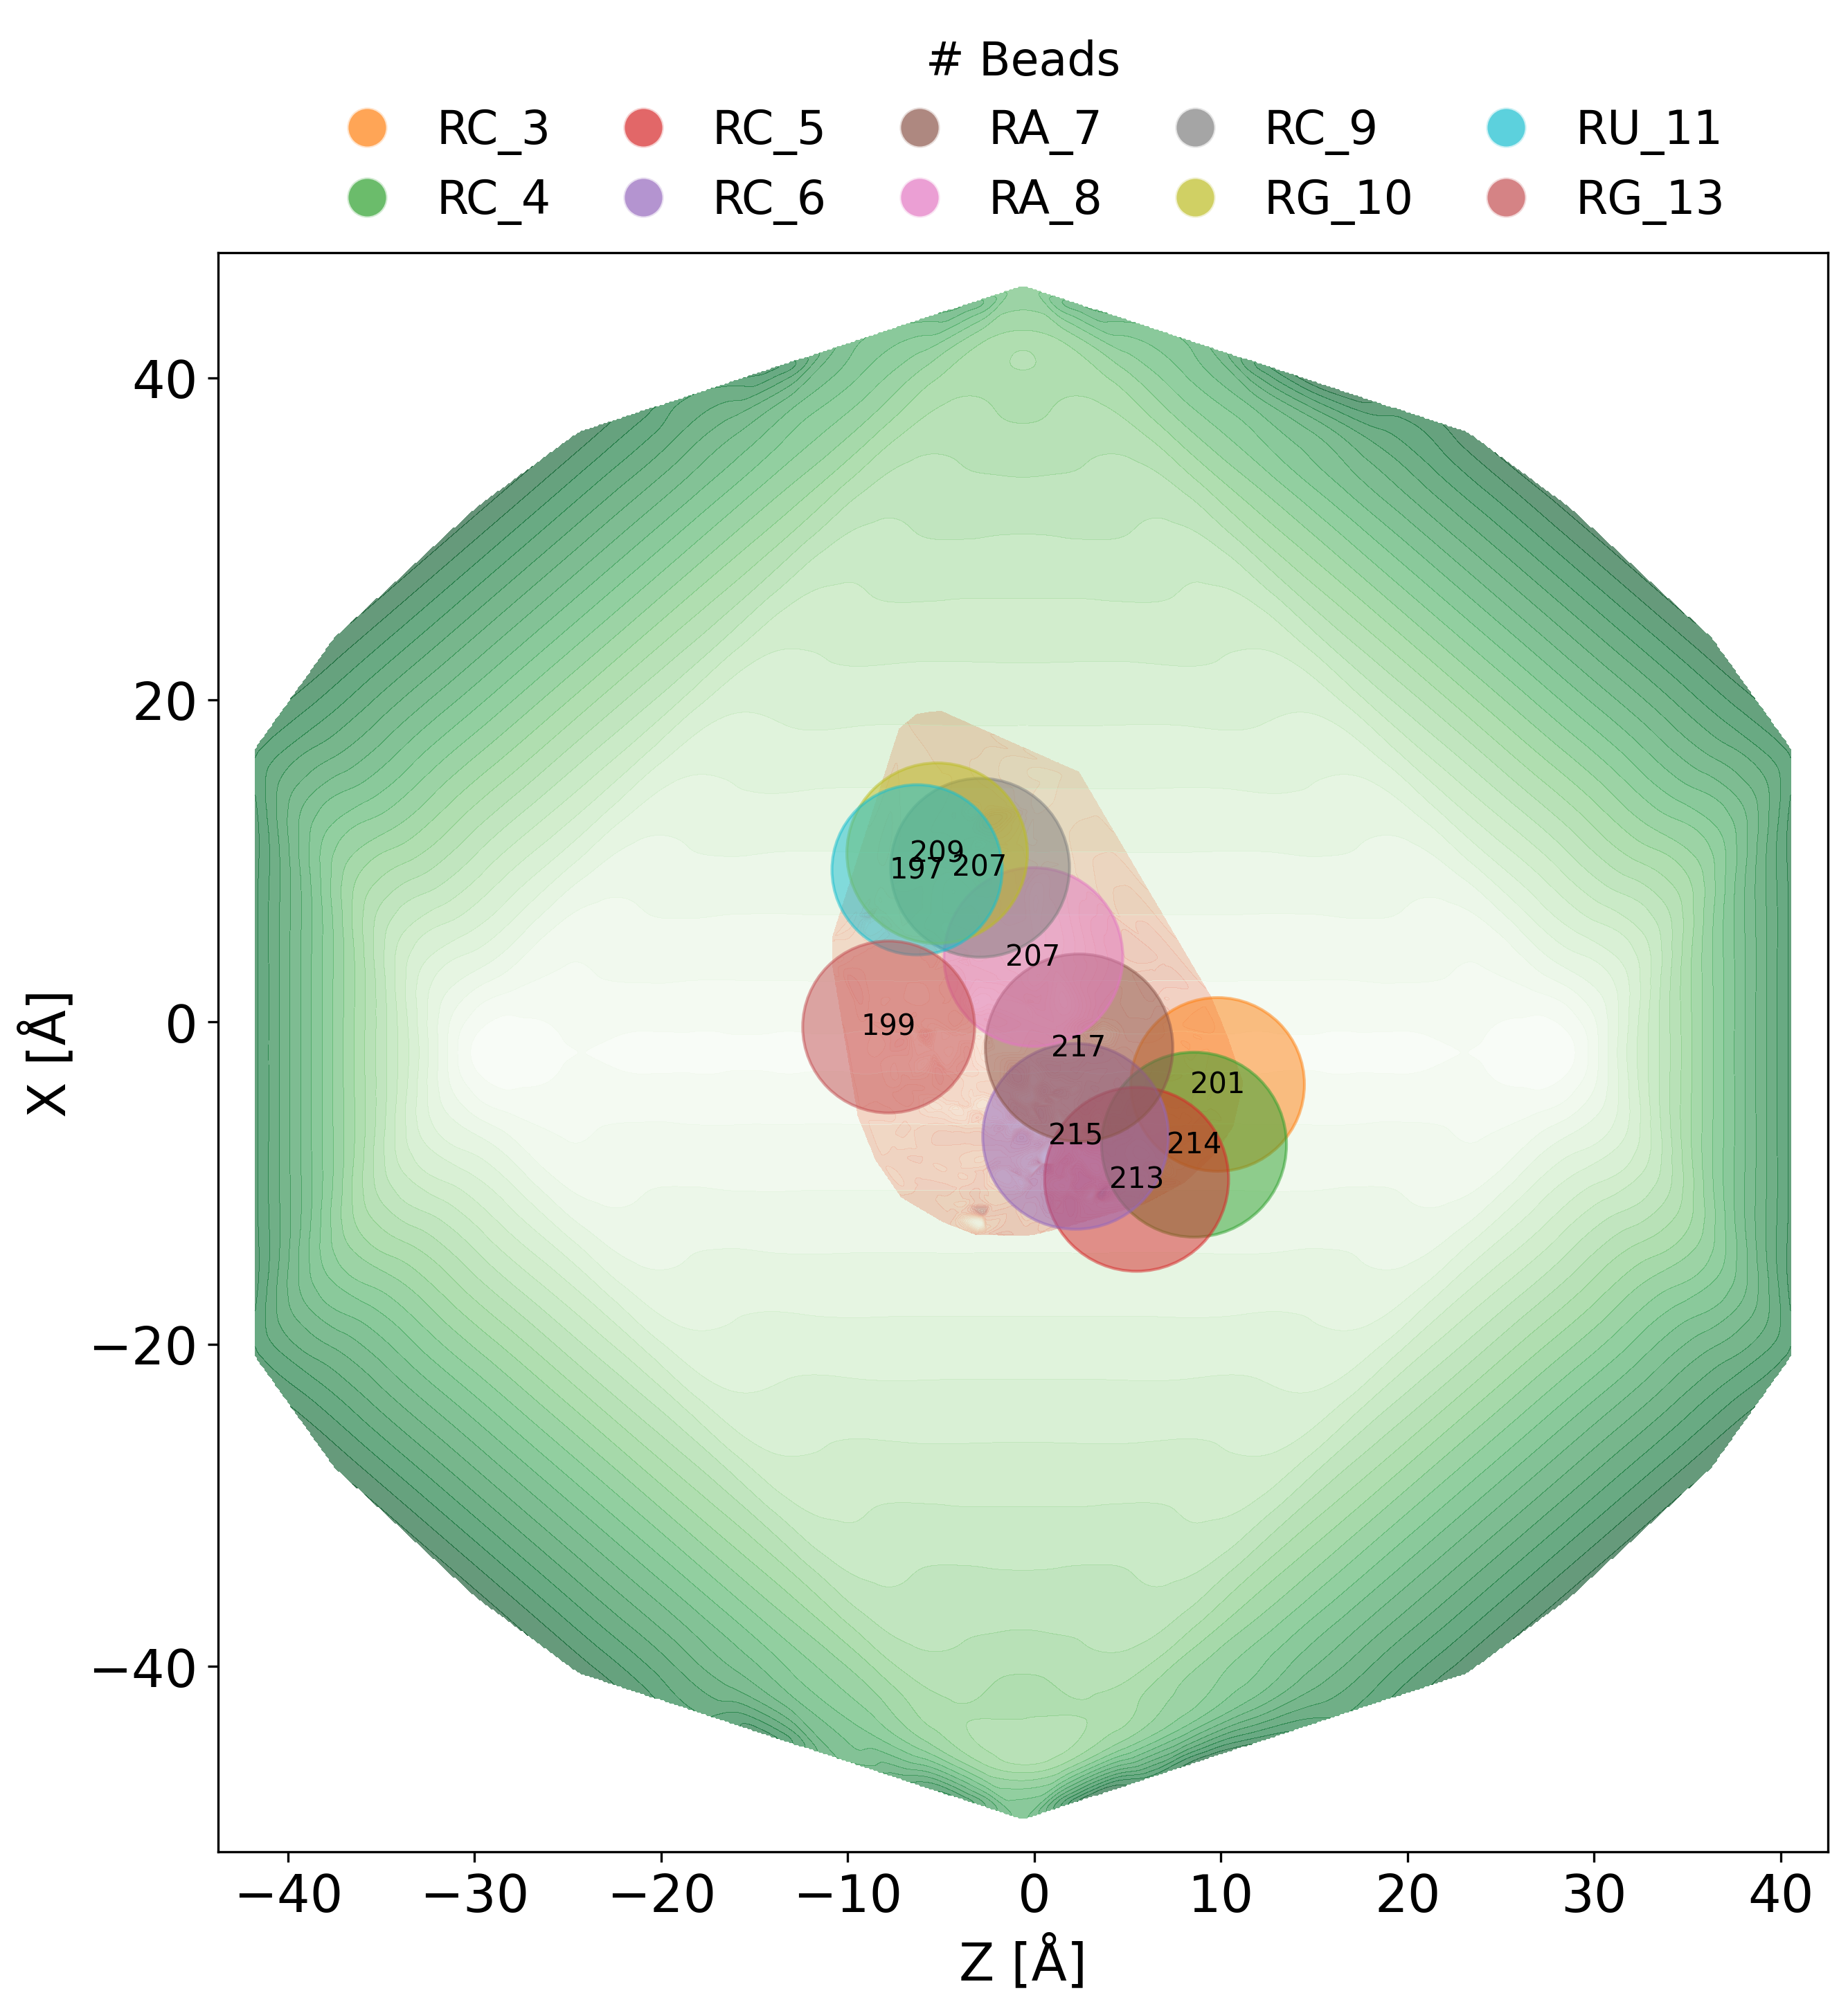 # Beads
RC_3 RC_5 RA_7 RC_9 RU_11
RC_4 RC_6 RA_8 RG_10 RG_13
40
20
0
−20
−40
X [Å]
209
197 207
207
199
217
201
215 214
213
−40 −30 −20 −10 0 10 20 30 40
Z [Å]